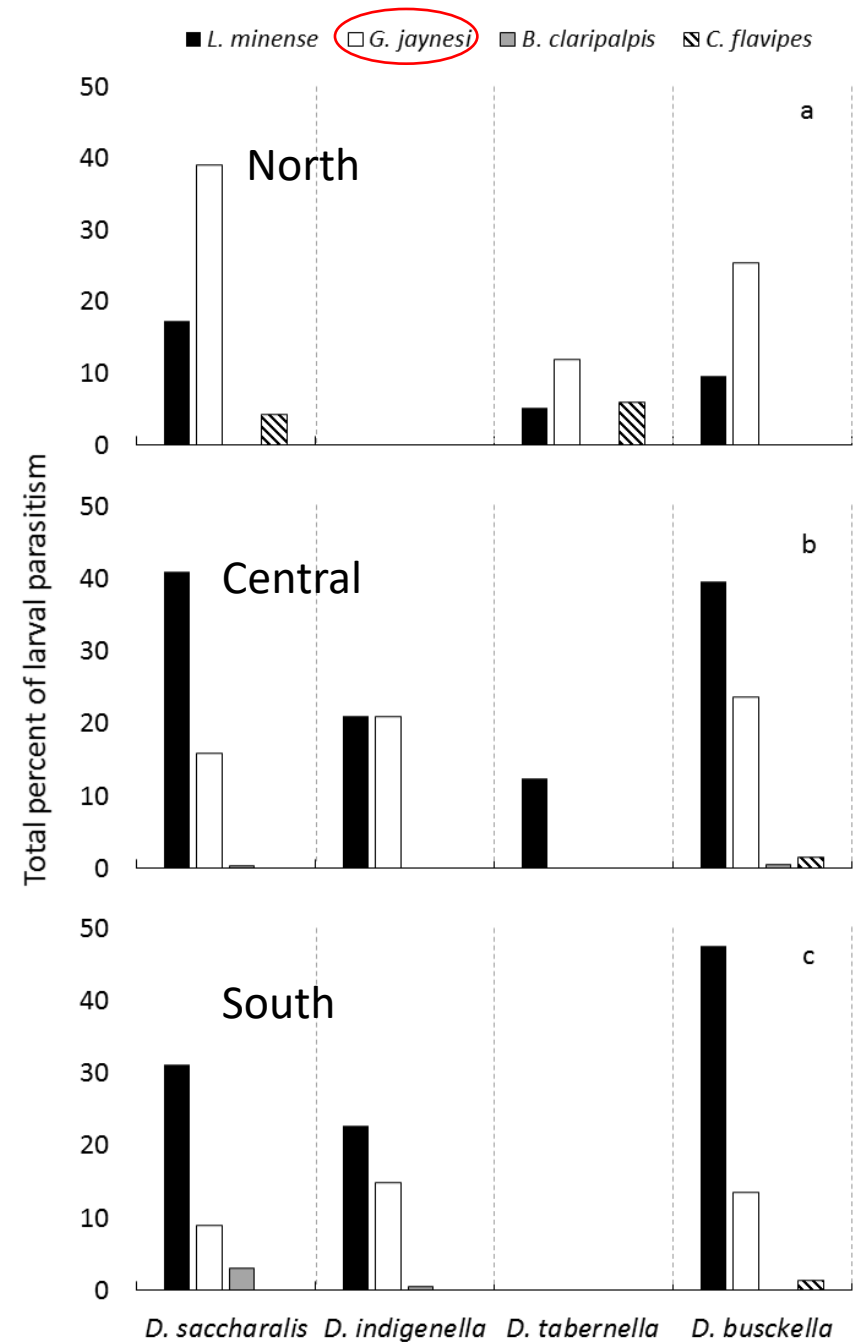 L. minense G. jaynesi B. claripalpis C. flavipes
Total percent of larval parasitism
50
a
40
North
30
20
10
0
50
b
40
Central
30
20
10
0
50
c
40
South
30
20
10
0
D. saccharalis D. indigenella D. tabernella D. busckella